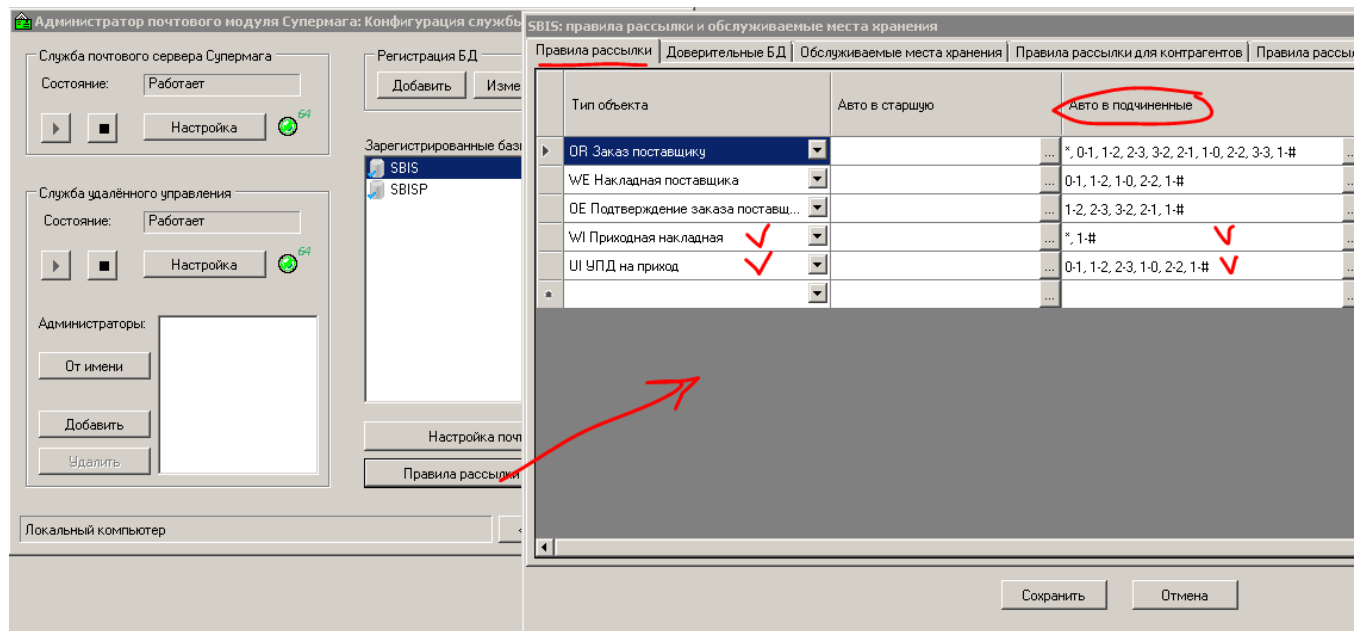 Администратор почтового модуля Супермага: Конфигурация службы
Служба почтового сервера Супермага
Состояние:
Работает
Настройка
64
Служба удалённого управления
Состояние:
Работает
Настройка
64
Администраторы:
От имени
Добавить
Удалить
Локальный компьютер
Регистрация БД
Добавить
Изме
Зарегистрированные базы
SBIS
SBISP
Настройка поч
Правила рассылки
SBIS: правила рассылки и обслуживаемые места хранения
Правила рассылки
Доверительные БД
Обслуживаемые места хранения
Правила рассылки для контрагентов
Правила рассы
Тип объекта
Авто в старшую
Авто в подчиненные
OR Заказ поставщику
...
*, 0-1, 1-2, 2-3, 3-2, 2-1, 1-0, 2-2, 3-3, 1-#
WE Накладная поставщика
...
0-1, 1-2, 1-0, 2-2, 1-#
OE Подтверждение заказа поставщ...
...
1-2, 2-3, 3-2, 2-1, 1-#
WI Приходная накладная
...
*, 1-#
UI УПД на приход
...
0-1, 1-2, 2-3, 1-0, 2-2, 1-#
...
Сохранить
Отмена